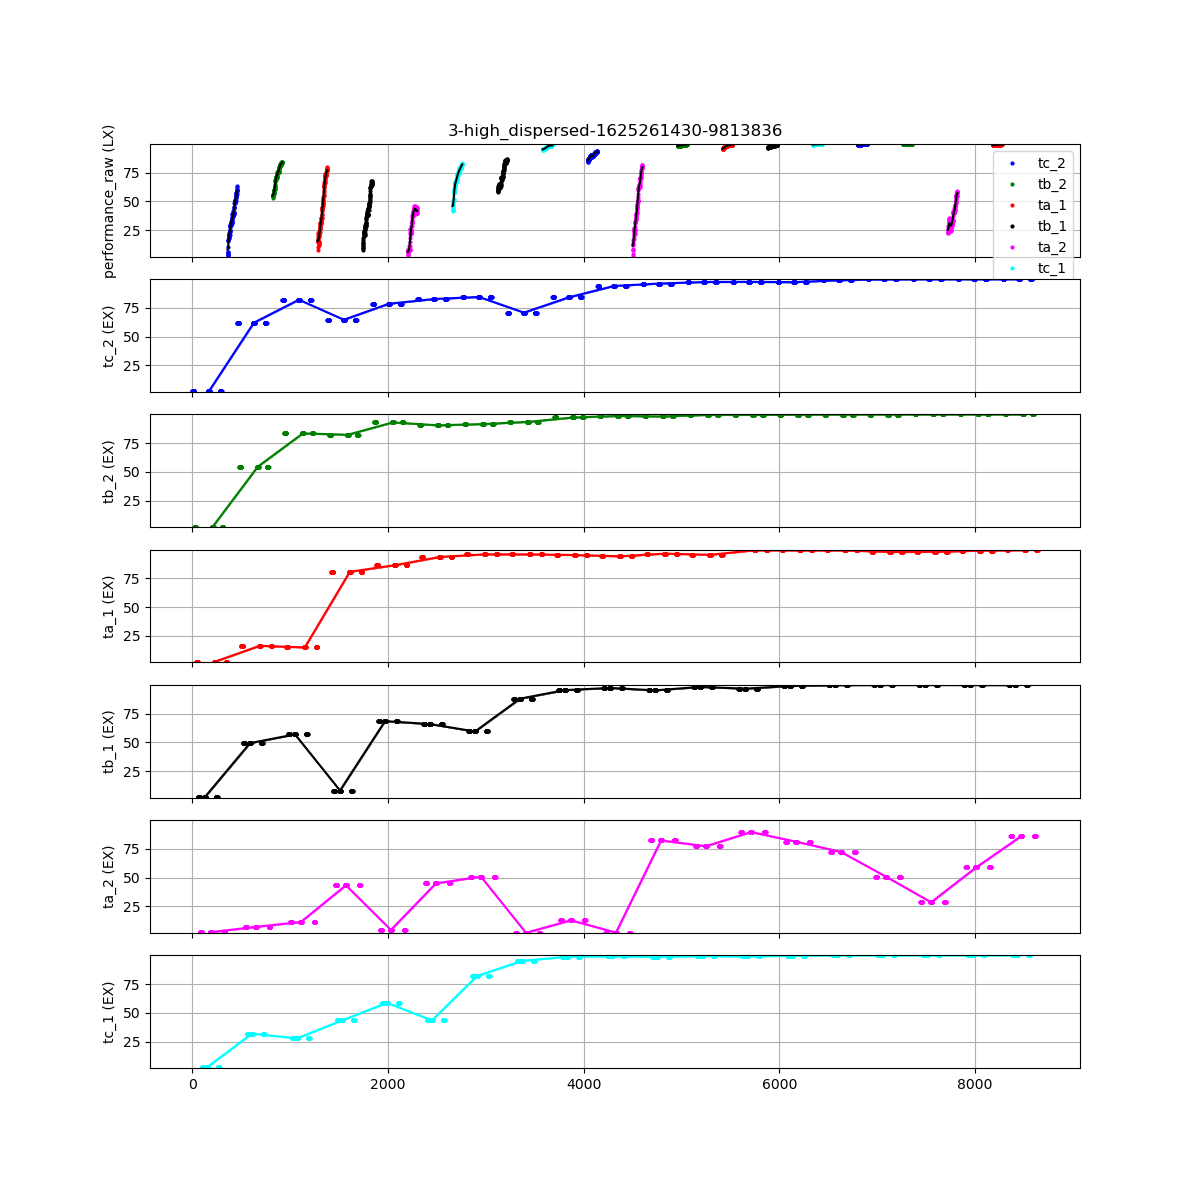 3-high_dispersed-1625261430-9813836
performance_raw (LX)
75
50
25
tc_2
tb_2
ta_1
tb_1
ta_2
tc_1
tc_2 (EX)
75
50
25
tb_2 (EX)
75
50
25
ta_1 (EX)
75
50
25
tb_1 (EX)
75
50
25
ta_2 (EX)
75
50
25
tc_1 (EX)
75
50
25
0 2000 4000 6000 8000